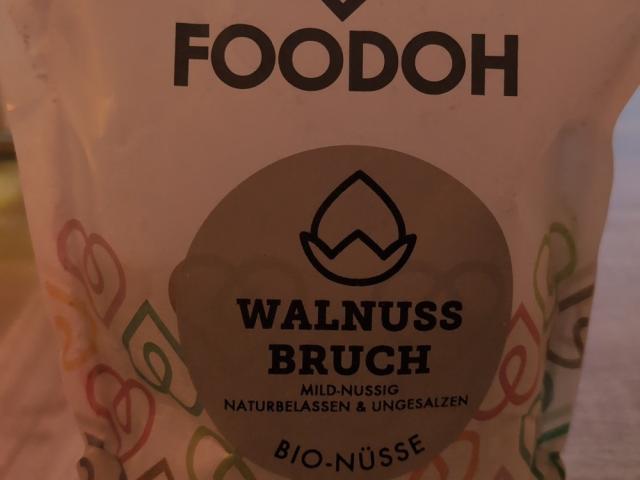 FOODOH
WALNUSS
BRUCH
MILD-NUSSIG
NATURBELASSEN & UNGESALZEN
BIO-NÜSSE